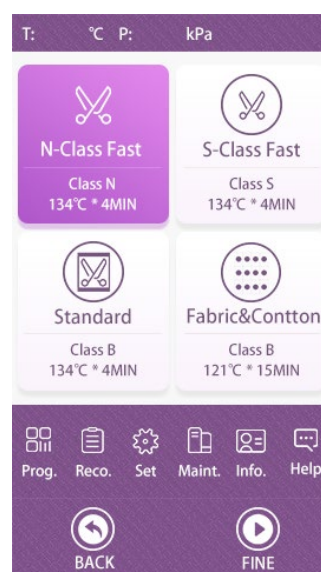 T: ℃ P: kPa
N-Class Fast
Class N
134℃ * 4MIN
S-Class Fast
Class S
134℃ * 4MIN
Standard
Class B
134℃ * 4MIN
Fabric&Contton
Class B
121℃ * 15MIN
Prog. Reco. Set Maint. Info. Help
BACK FINE